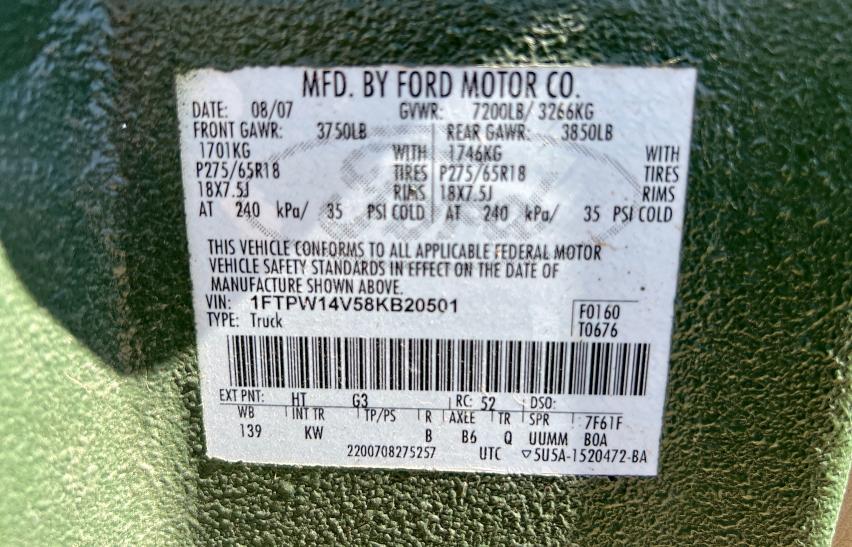 MFD. BY FORD MOTOR CO.
DATE: 08/07 GVWR: 7200LB/ 3266KG
FRONT GAWR: 3750LB REAR GAWR: 3850LB
1701KG WITH 1746KG WITH
P275/65R18 TIRES P275/65R18 TIRES
18X7.5J RIMS 18X7.5J RIMS
AT 240 kPa/ 35 PSI COLD AT 240 kPa/ 35 PSI COLD
THIS VEHICLE CONFORMS TO ALL APPLICABLE FEDERAL MOTOR
VEHICLE SAFETY STANDARDS IN EFFECT ON THE DATE OF
MANUFACTURE SHOWN ABOVE.
VIN: 1FTPW14V58KB20501 F0160
TYPE: Truck T0676
EXT PNT: HT G3 RC: 52 DSO:
WB INT TR TP/PS R AXLE TR SPR 7F61F
139 KW B B6 Q UUMM BOA
2200708275257 UTC ▽5U5A-1520472-BA